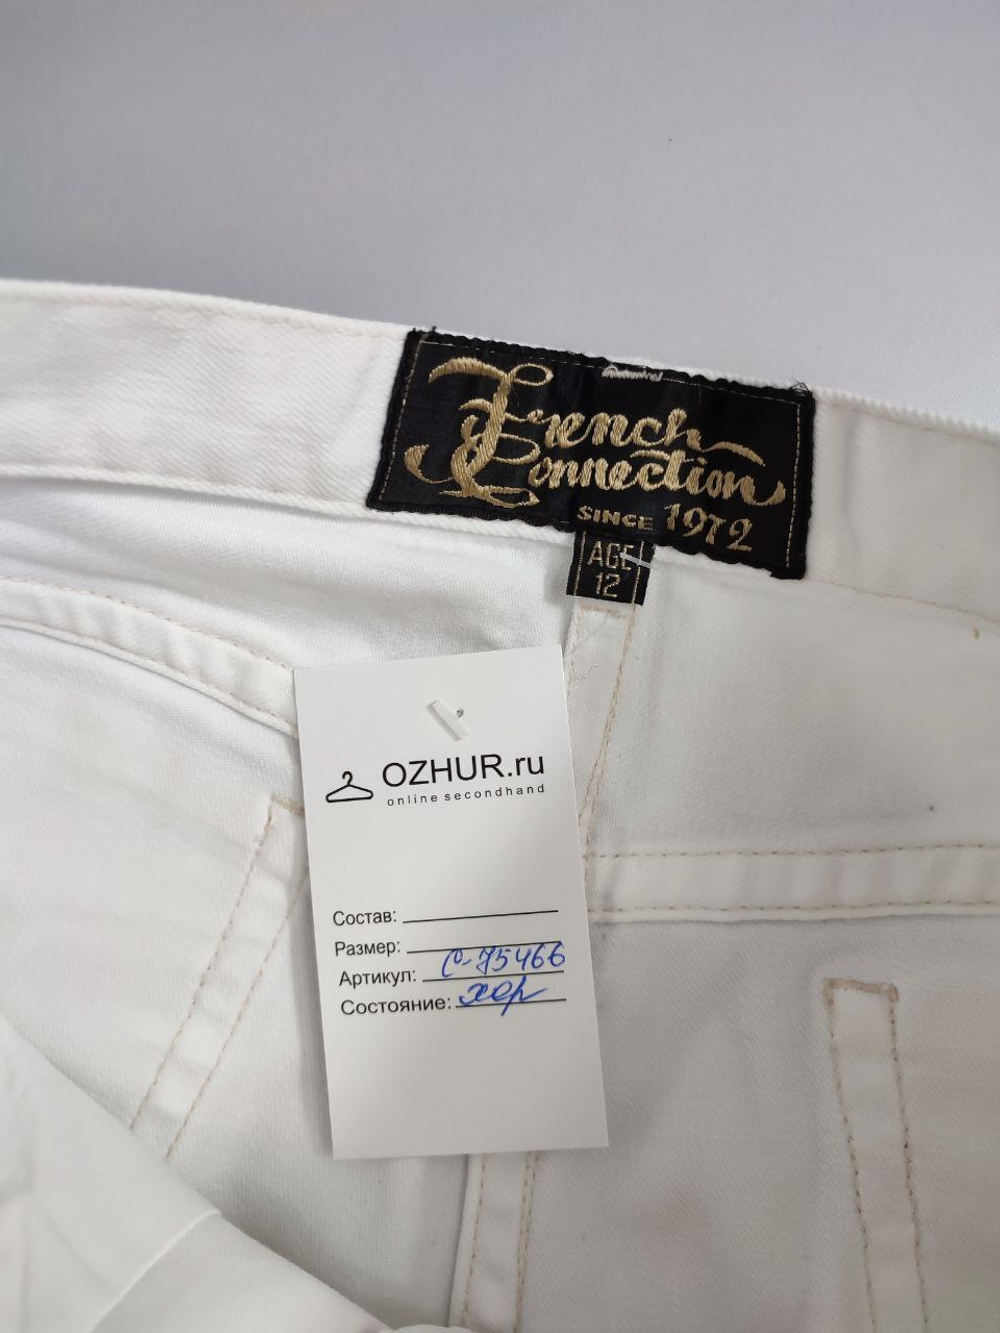 French
Connection
SINCE 1972
AGE
12
OZHUR.ru
online secondhand
Состав:
Размер:
Артикул: С-75466
Состояние: хор